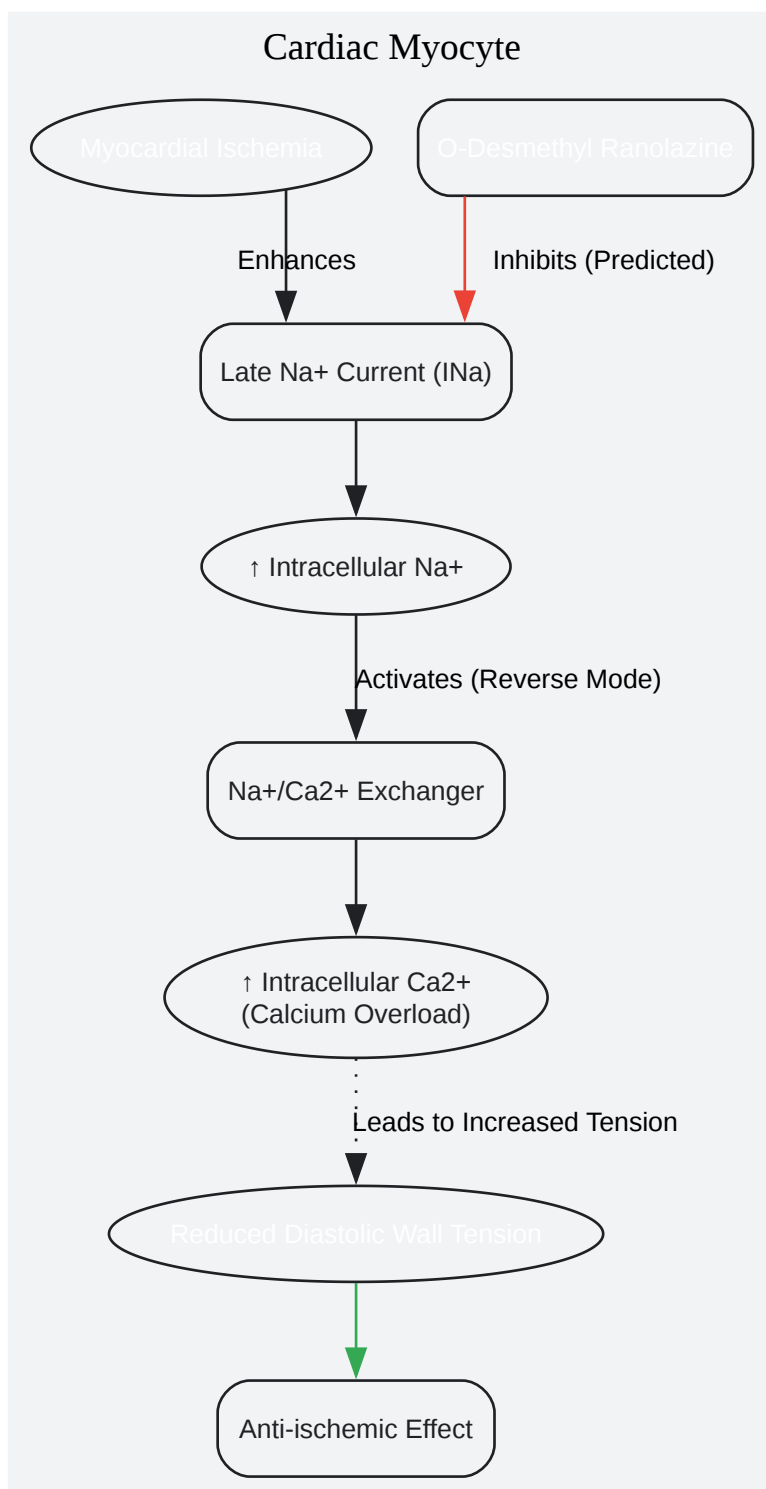 Cardiac Myocyte
Myocardial Ischemia
O-Desmethyl Ranolazine
Enhances
Inhibits (Predicted)
Late Na+ Current (INa)
↑ Intracellular Na+
Activates (Reverse Mode)
Na+/Ca2+ Exchanger
↑ Intracellular Ca2+
(Calcium Overload)
Leads to Increased Tension
Reduced Diastolic Wall Tension
Anti-ischemic Effect